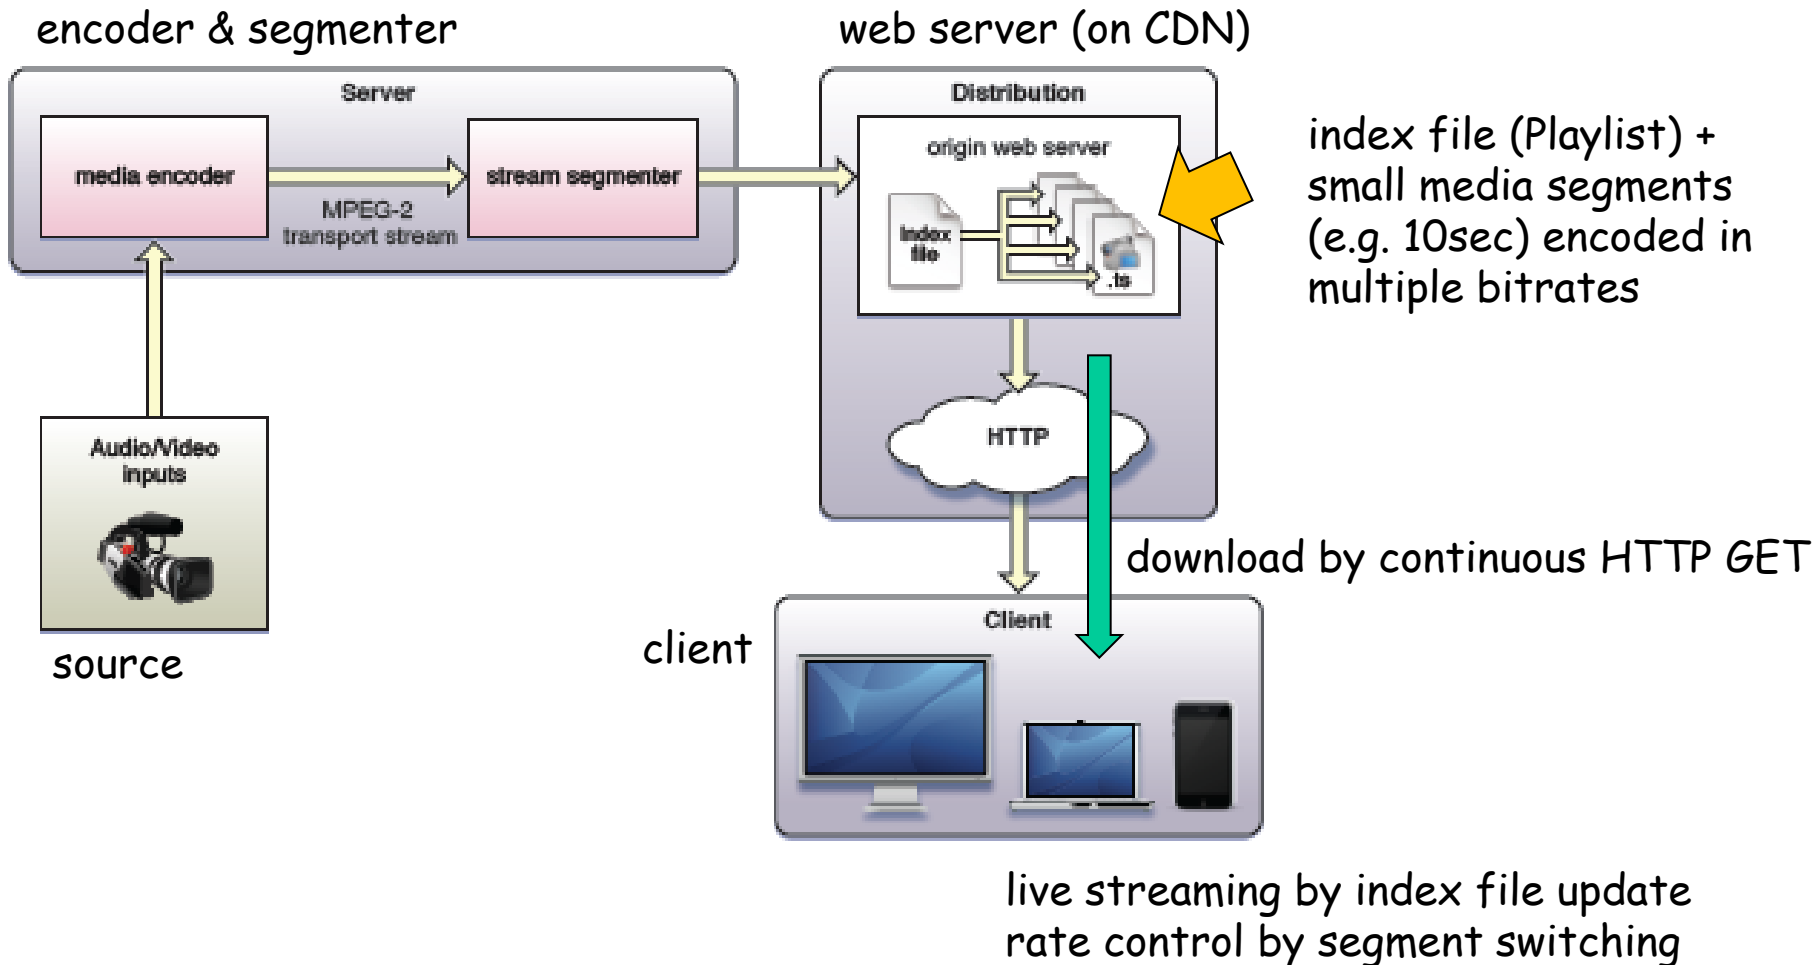 encoder & segmenter
web server (on CDN)
Server
media encoder
MPEG-2
transport stream
stream segmenter
Distribution
origin web server
Index
file
.ts
index file (Playlist) +
small media segments
(e.g. 10sec) encoded in
multiple bitrates
Audio/Video
inputs
source
HTTP
download by continuous HTTP GET
client
Client
live streaming by index file update
rate control by segment switching